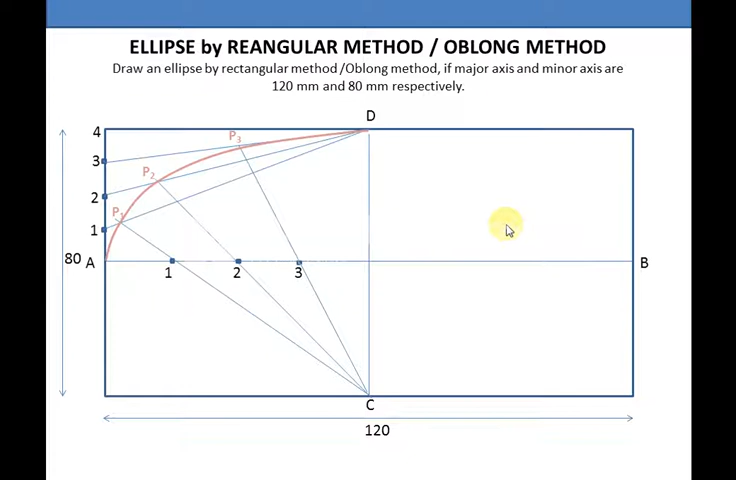 ELLIPSE by REANGULAR METHOD / OBLONG METHOD
Draw an ellipse by rectangular method /Oblong method, if major axis and minor axis are
120 mm and 80 mm respectively.
D
4
P3
3
P2
2
P1
1
80 A
B
1 2 3
C
120